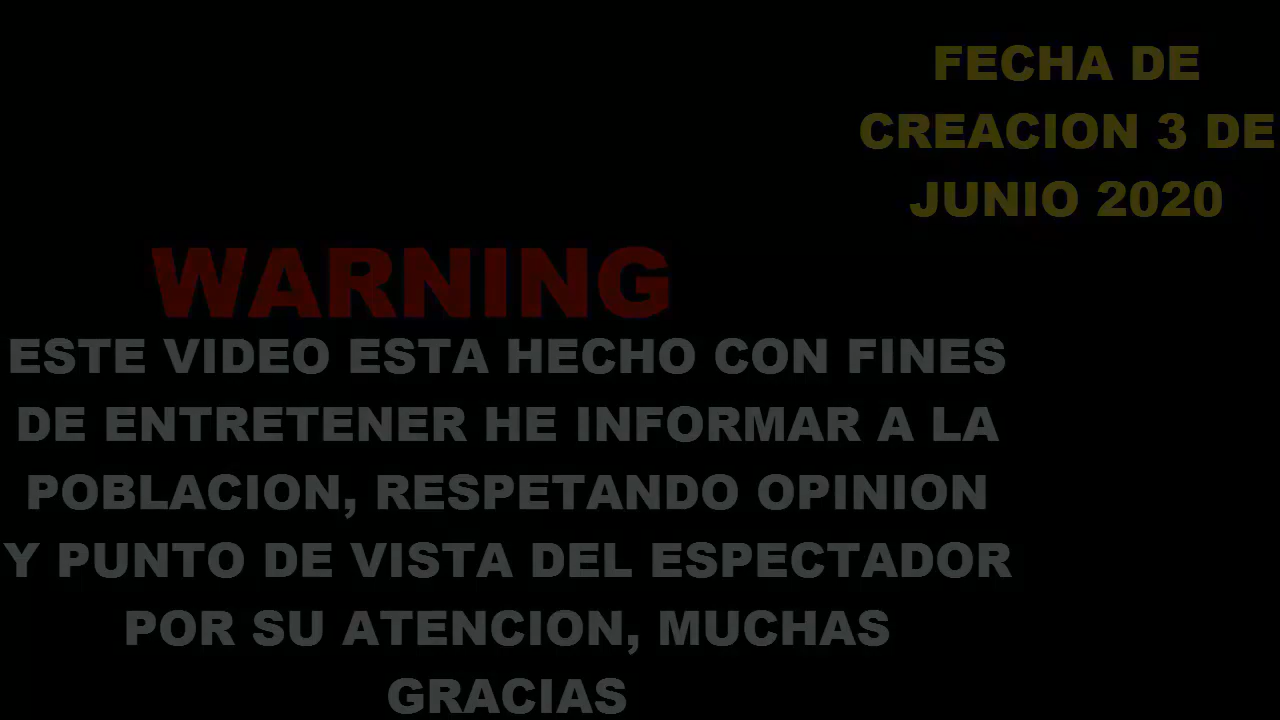 FECHA DE
CREACION 3 DE
JUNIO 2020
WARNING
ESTE VIDEO ESTA HECHO CON FINES
DE ENTRETENER HE INFORMAR A LA
POBLACION, RESPETANDO OPINION
Y PUNTO DE VISTA DEL ESPECTADOR
POR SU ATENCION, MUCHAS
GRACIAS